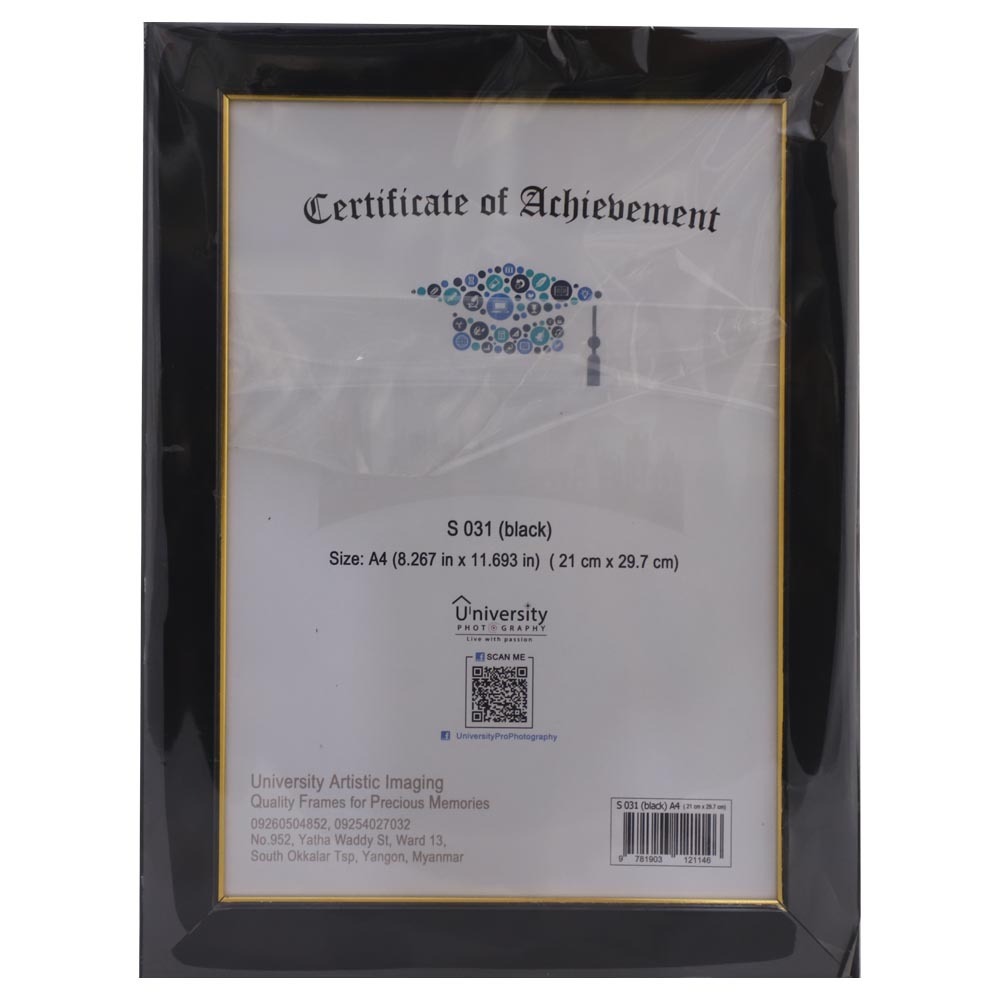 Certificate of Achievement
S 031 (black)
Size: A4 (8.267 in x 11.693 in) ( 21 cm x 29.7 cm)
University
PHOTOGRAPHY
Live with passion
SCAN ME
UniversityProPhotography
University Artistic Imaging
Quality Frames for Precious Memories
09260504852, 09254027032
No.952, Yatha Waddy St, Ward 13,
South Okkalar Tsp, Yangon, Myanmar
S 031 (black) A4 ( 21 cm x 29.7 cm )
9 781903 121146